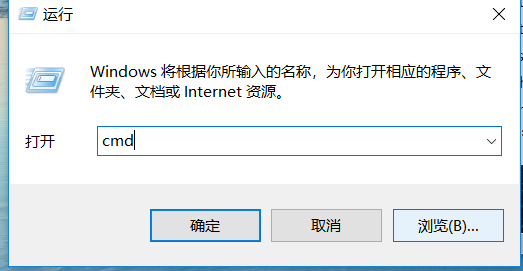 运行
Windows 将根据你所输入的名称，为你打开相应的程序、文
件夹、文档或 Internet 资源。
打开
cmd
确定
取消
浏览(B)...